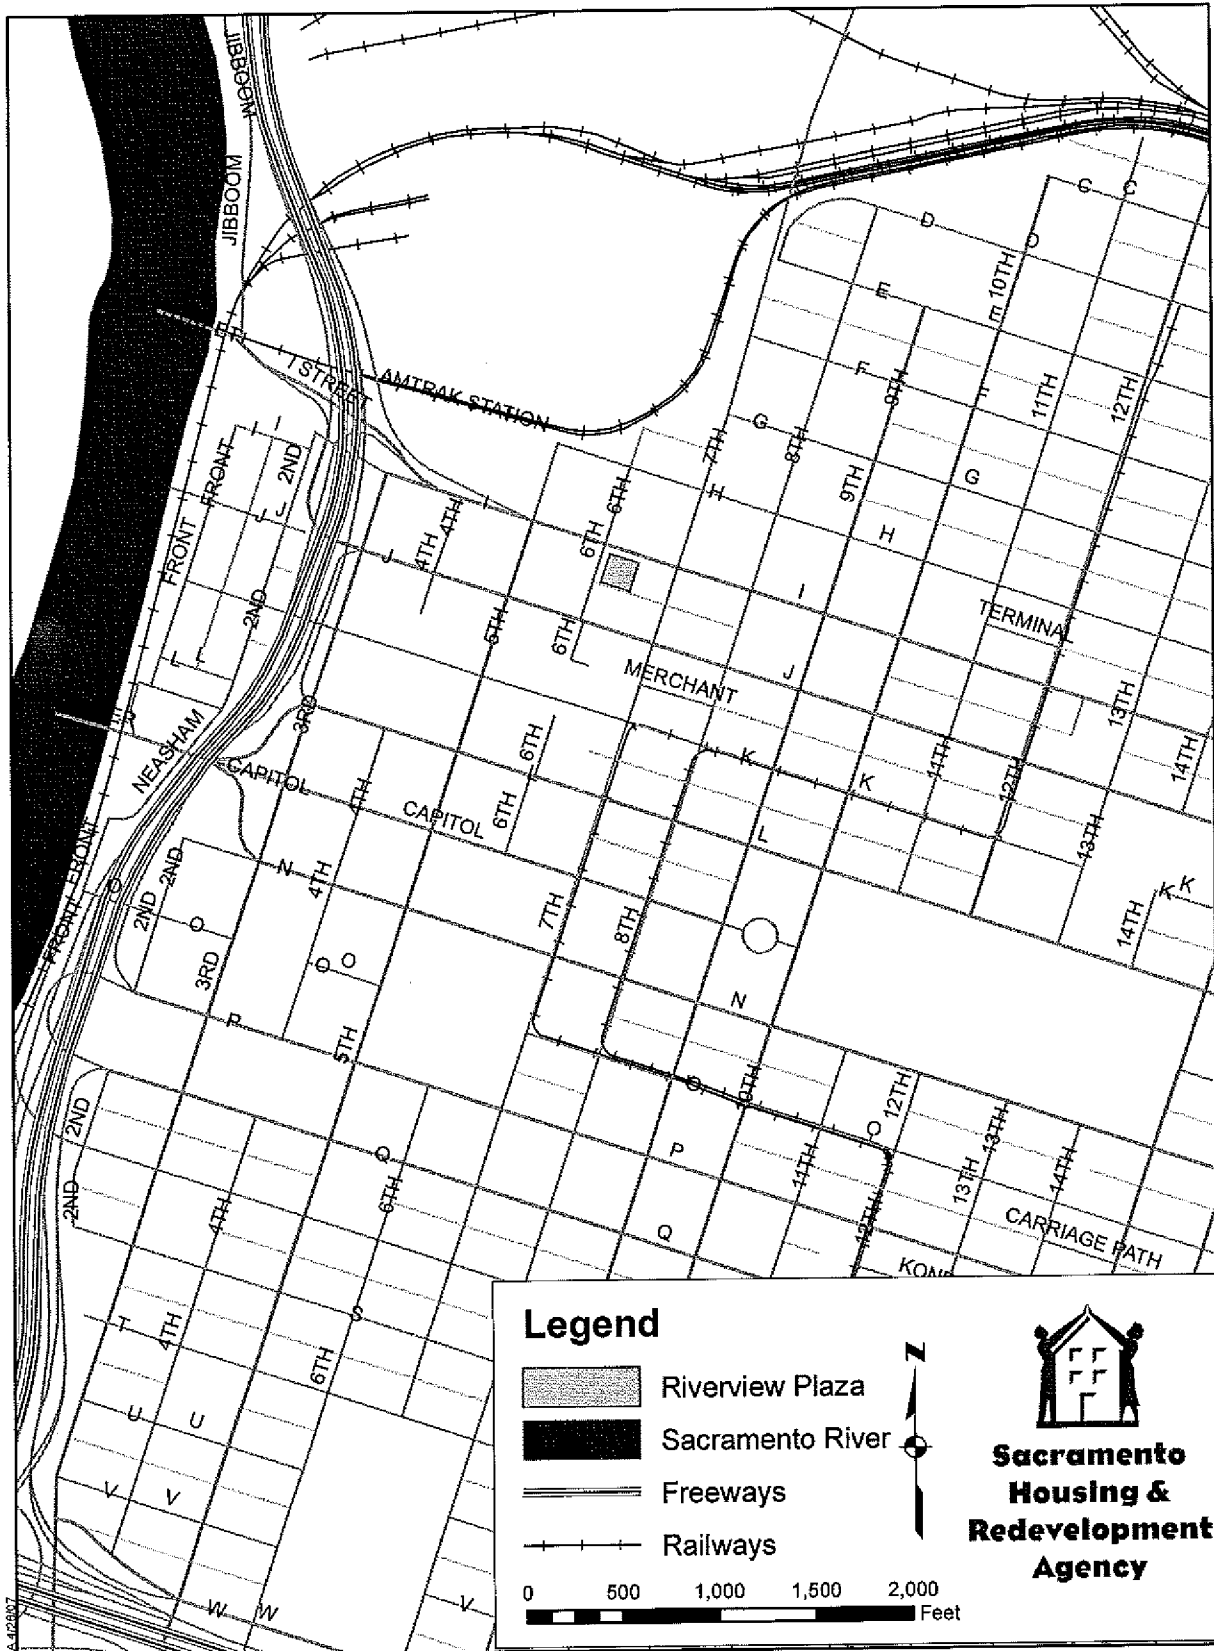 JIBBOOM
JIBBOOM
C C
D
D
10TH
E
E
I STREET
AMTRAK STATION
F
F
9TH
11TH
12TH
G
7TH
8TH
I I
2ND
FRONT
9TH
G
H
6TH
4TH
I
J J
FRONT
6TH
H
4TH
J
I
2ND
5TH
6TH
TERMINAL
L L
MERCHANT
J
3RD
13TH
NEASHAM
6TH
K
11TH
14TH
CAPITOL
4TH
K
12TH
6TH
CAPITOL
L
13TH
FRONT
2ND
N
4TH
K K
O
2ND
O
7TH
8TH
14TH
FRONT
3RD
O O
N
P
5TH
O
10TH
12TH
O
13TH
2ND
P
11TH
14TH
Q
13TH
2ND
4TH
6TH
12TH
Q
CARRIAGE PATH
T
4TH
S
6TH
U U
V V
W W
V
Legend
Riverview Plaza
Sacramento River
Freeways
Railways
0 500 1,000 1,500 2,000
Feet
Z
Sacramento
Housing &
Redevelopment
Agency